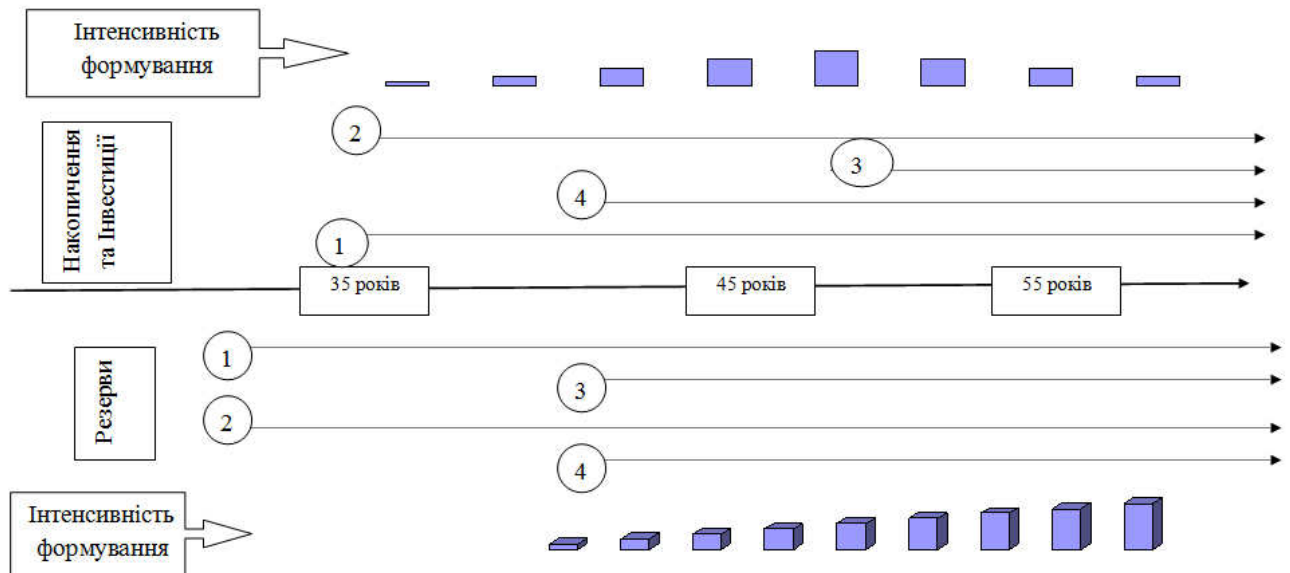 Інтенсивність
формування
Накопичення
та Інвестиції
2
3
4
1
35 років
45 років
55 років
Резерви
1
3
2
4
Інтенсивність
формування